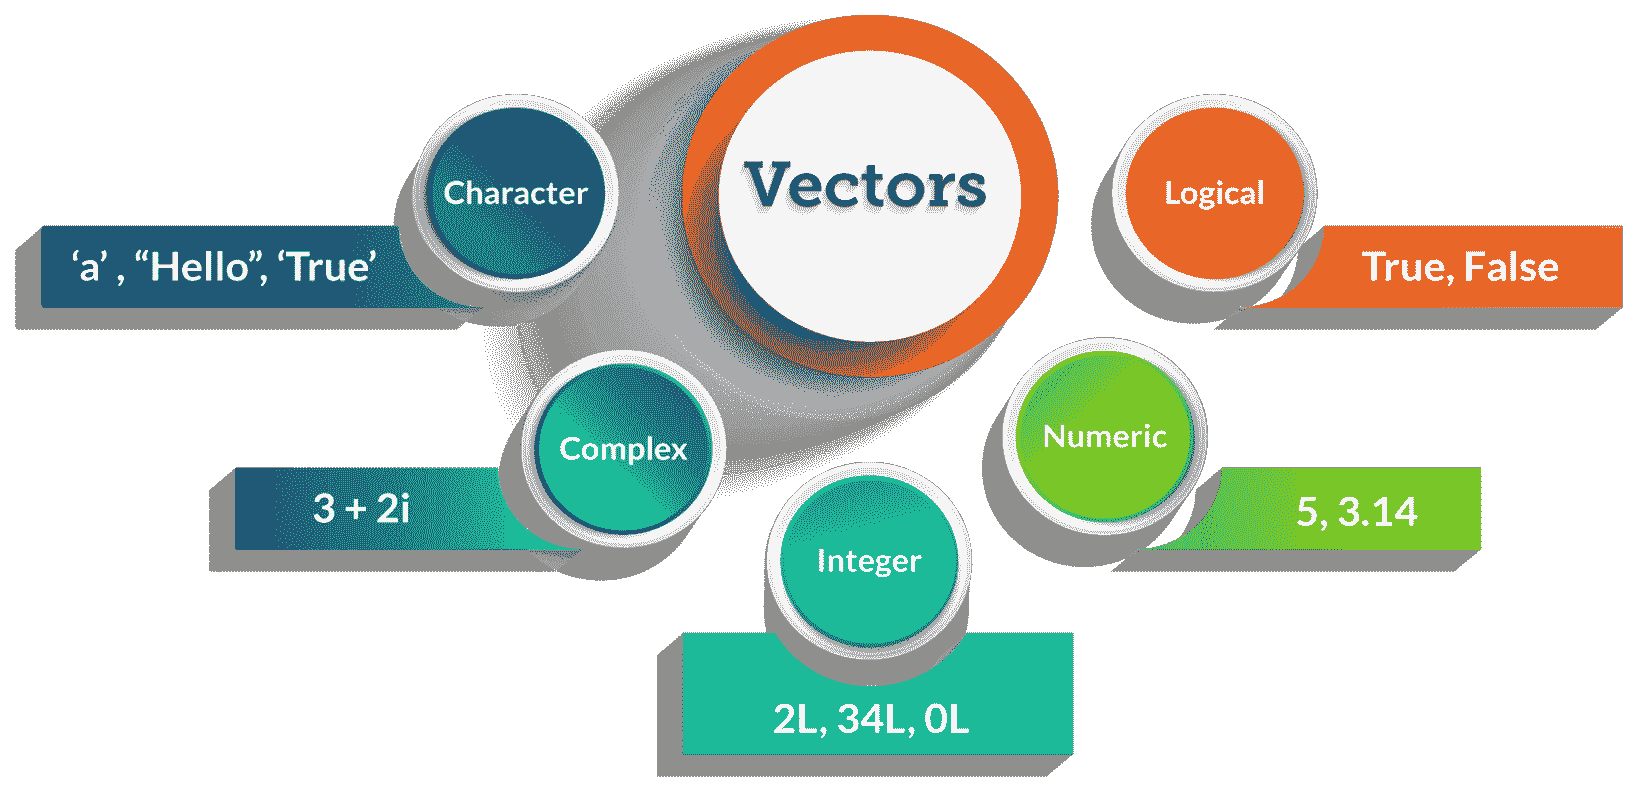 Vectors
Character
‘a’ , “Hello”, ‘True’
Complex
3 + 2i
Integer
2L, 34L, 0L
Numeric
5, 3.14
Logical
True, False